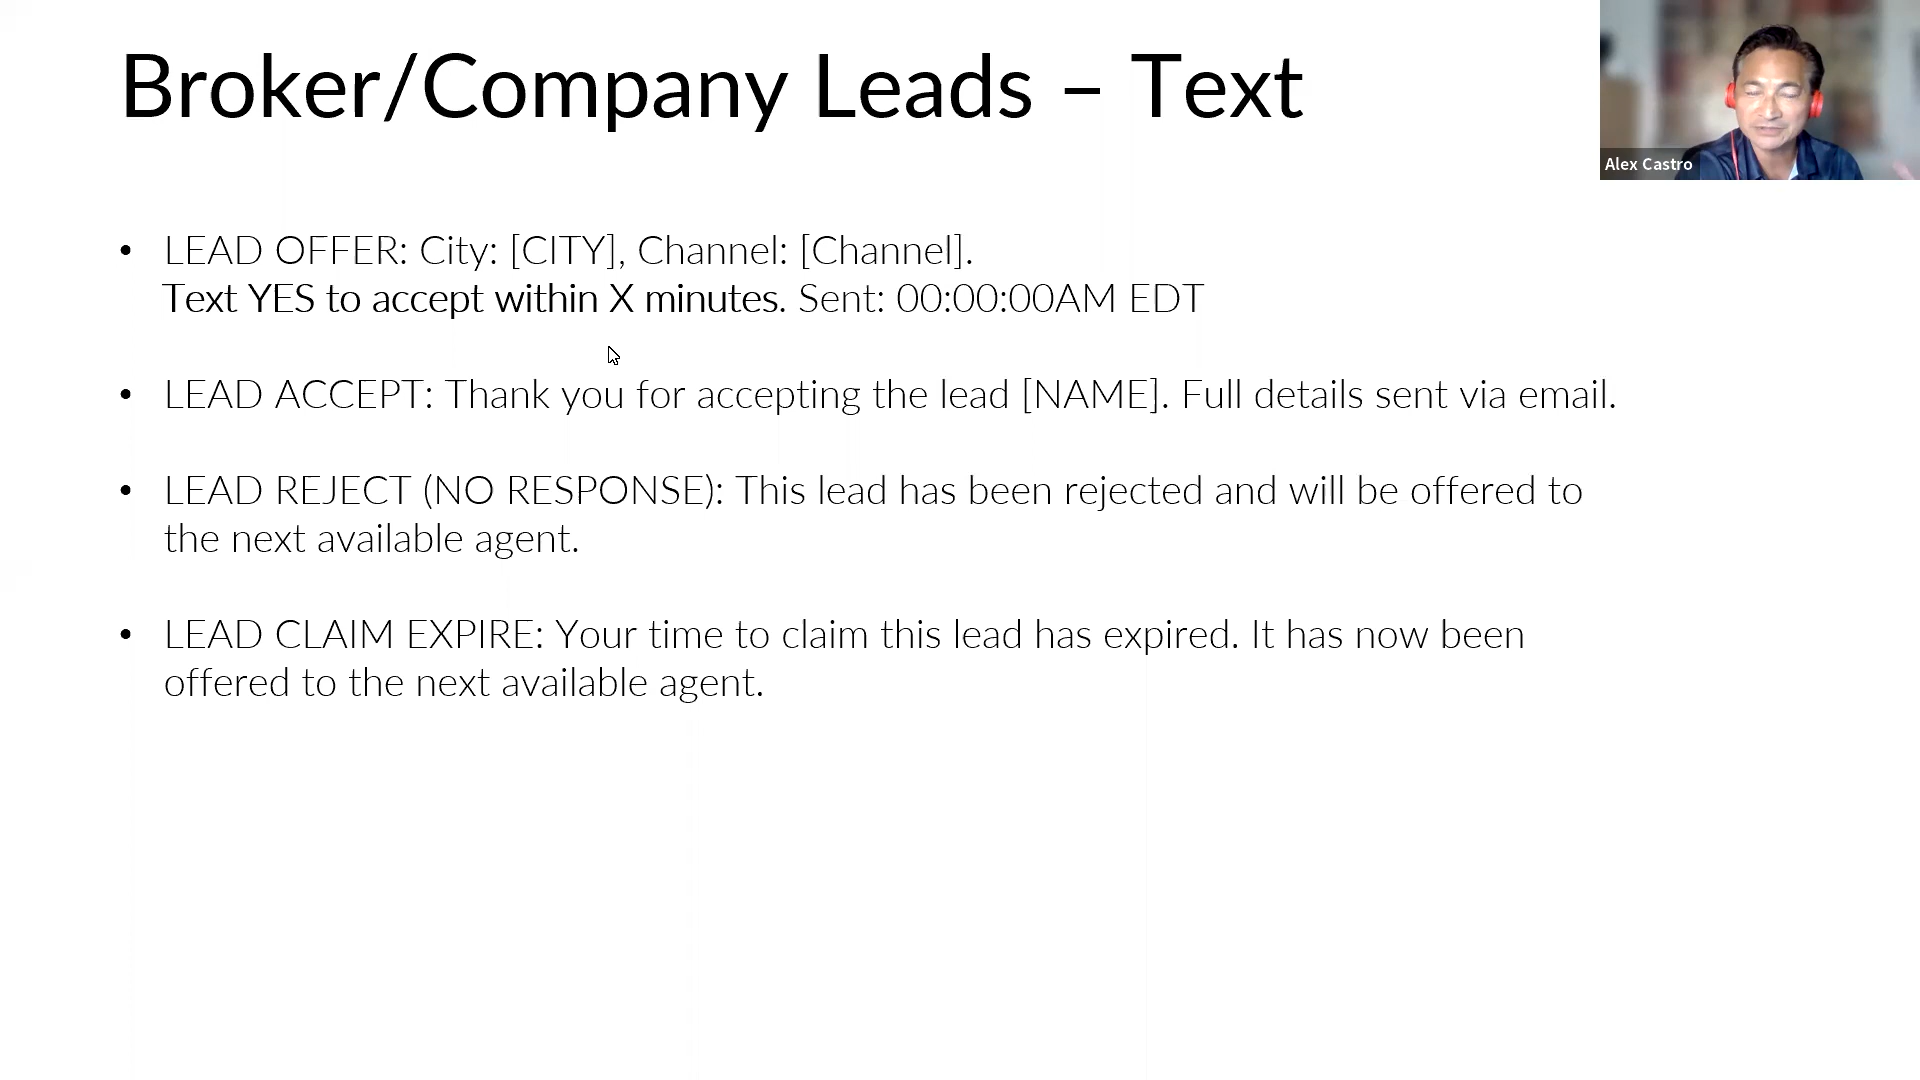 Broker/Company Leads – Text
Alex Castro
• LEAD OFFER: City: [CITY], Channel: [Channel].
Text YES to accept within X minutes. Sent: 00:00:00AM EDT
• LEAD ACCEPT: Thank you for accepting the lead [NAME]. Full details sent via email.
• LEAD REJECT (NO RESPONSE): This lead has been rejected and will be offered to
the next available agent.
• LEAD CLAIM EXPIRE: Your time to claim this lead has expired. It has now been
offered to the next available agent.